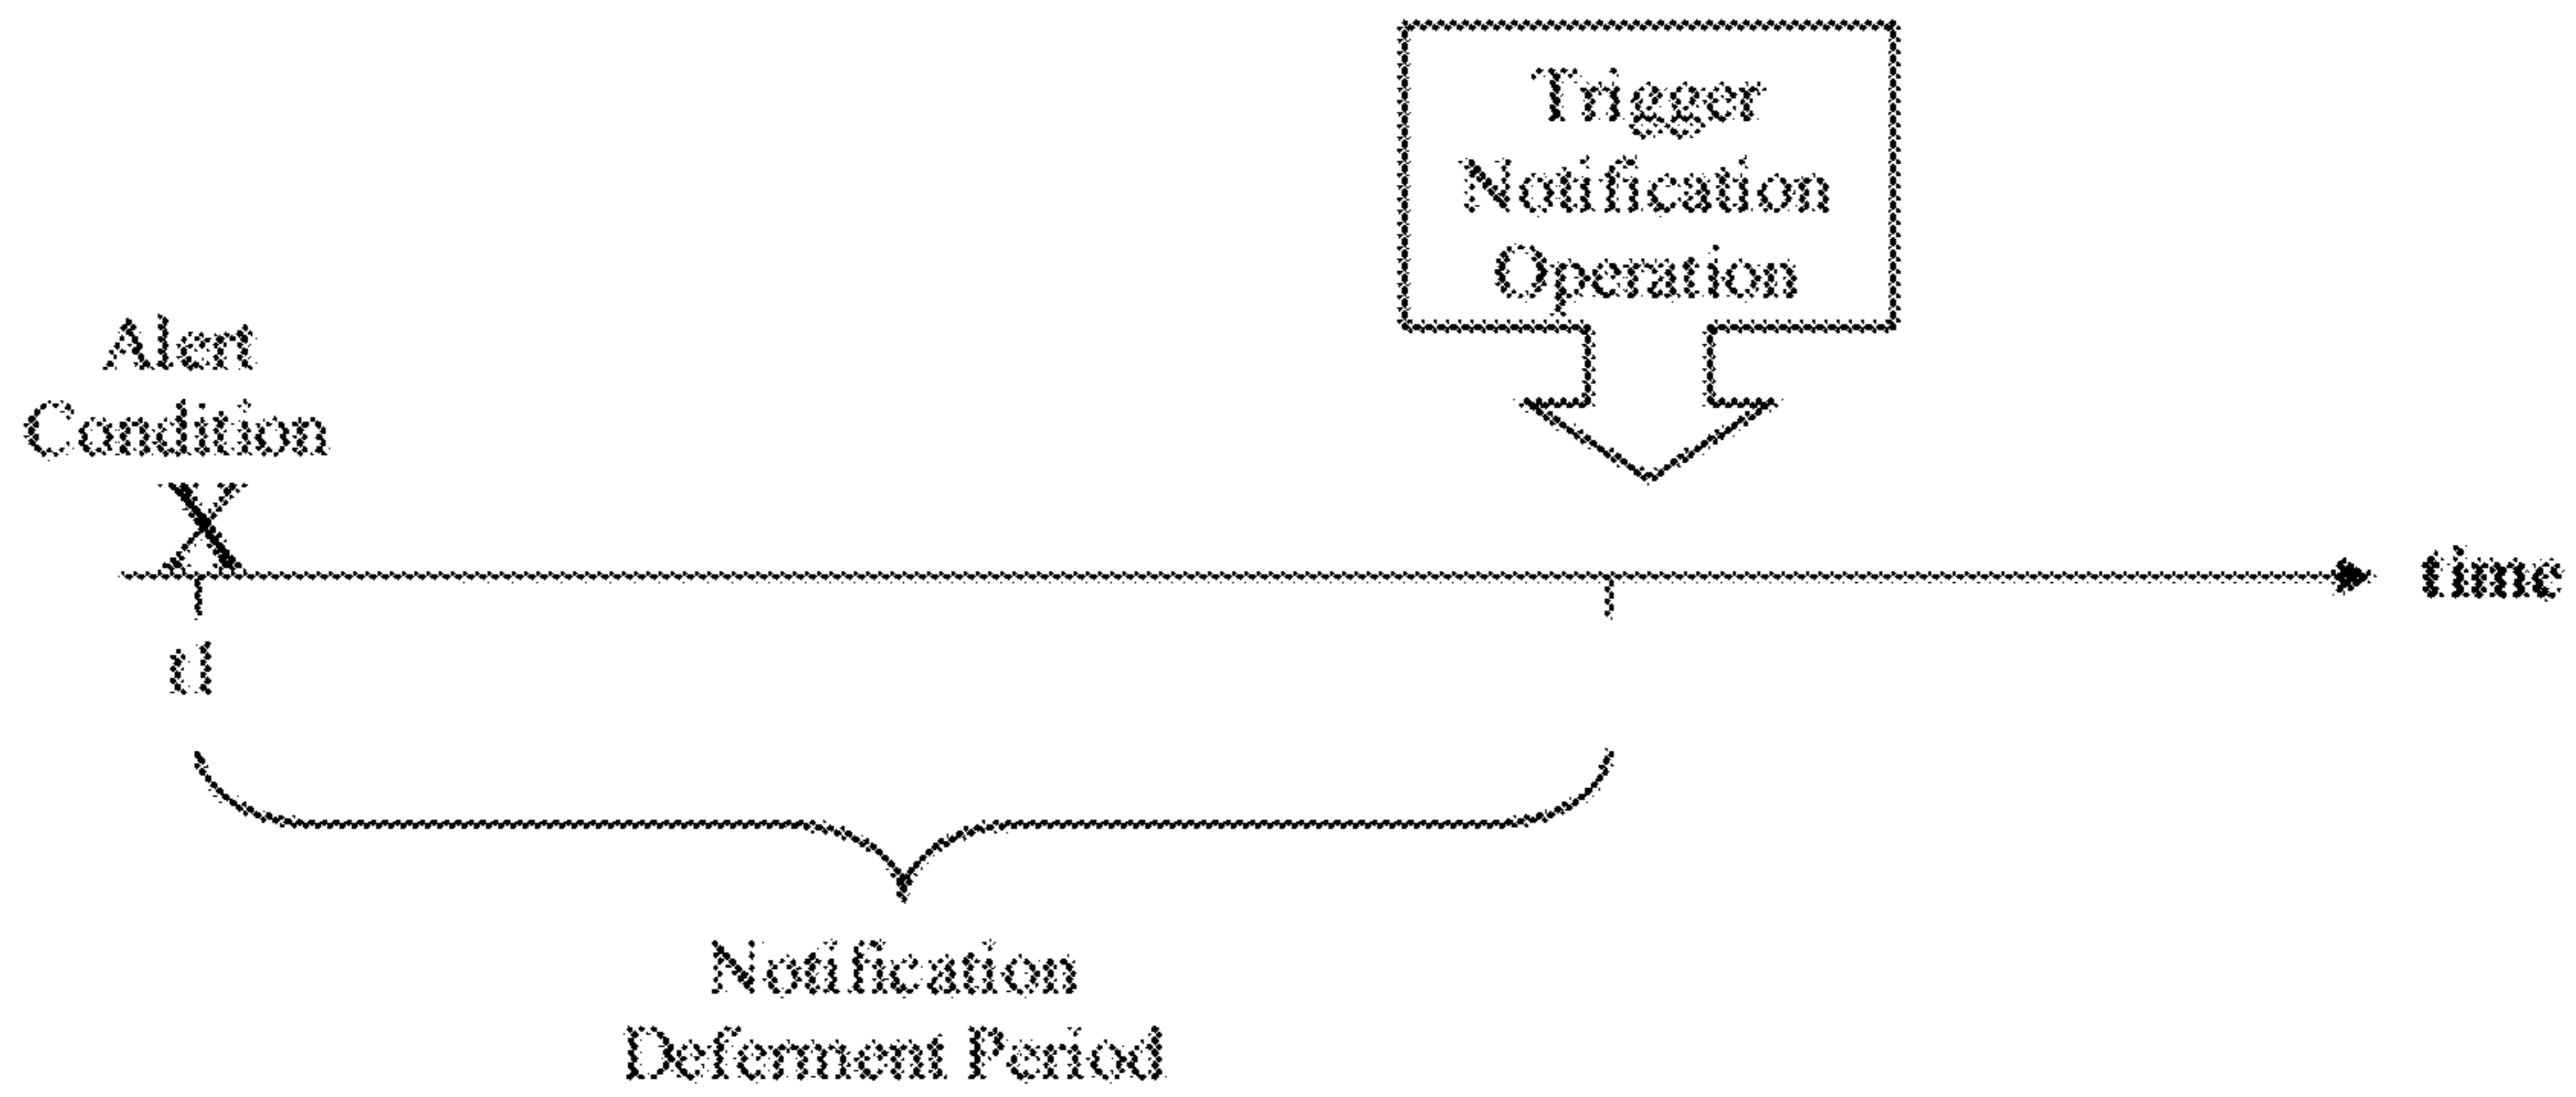 Trigger
Notification
Operation
Alert
Condition
X
time
t1
Notification
Deferment Period